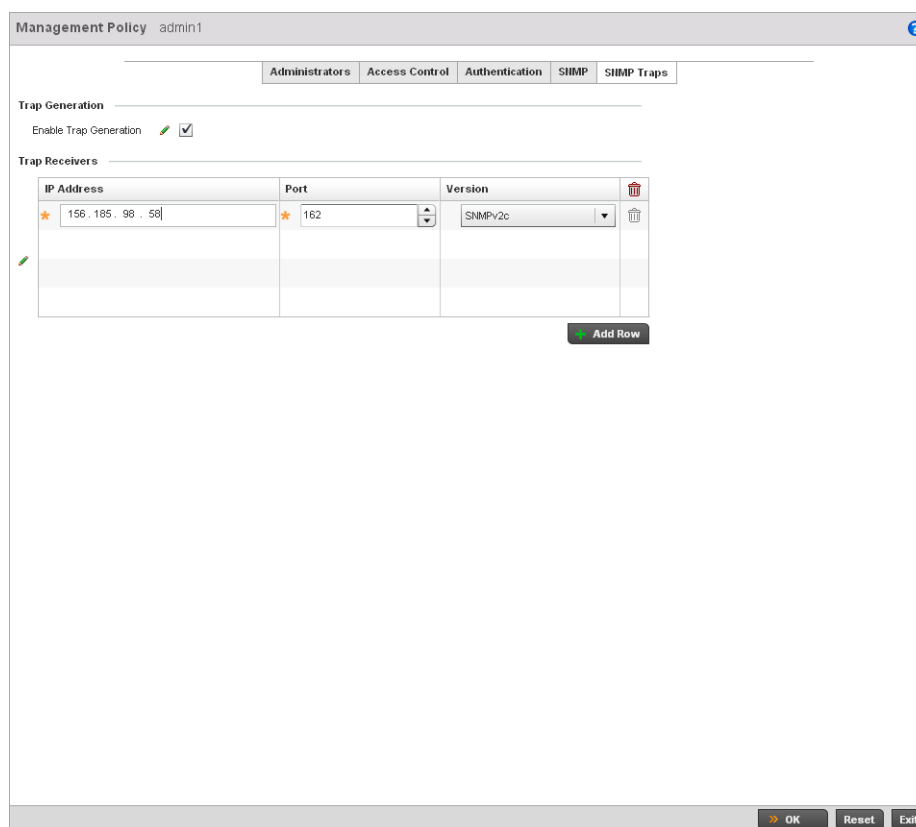 Management Policy admin1
?
Administrators Access Control Authentication SNMP SNMP Traps
Trap Generation
Enable Trap Generation
Trap Receivers
IP Address Port Version
156 . 185 . 98 . 58 162 SNMPv2c
Add Row
OK Reset Exit